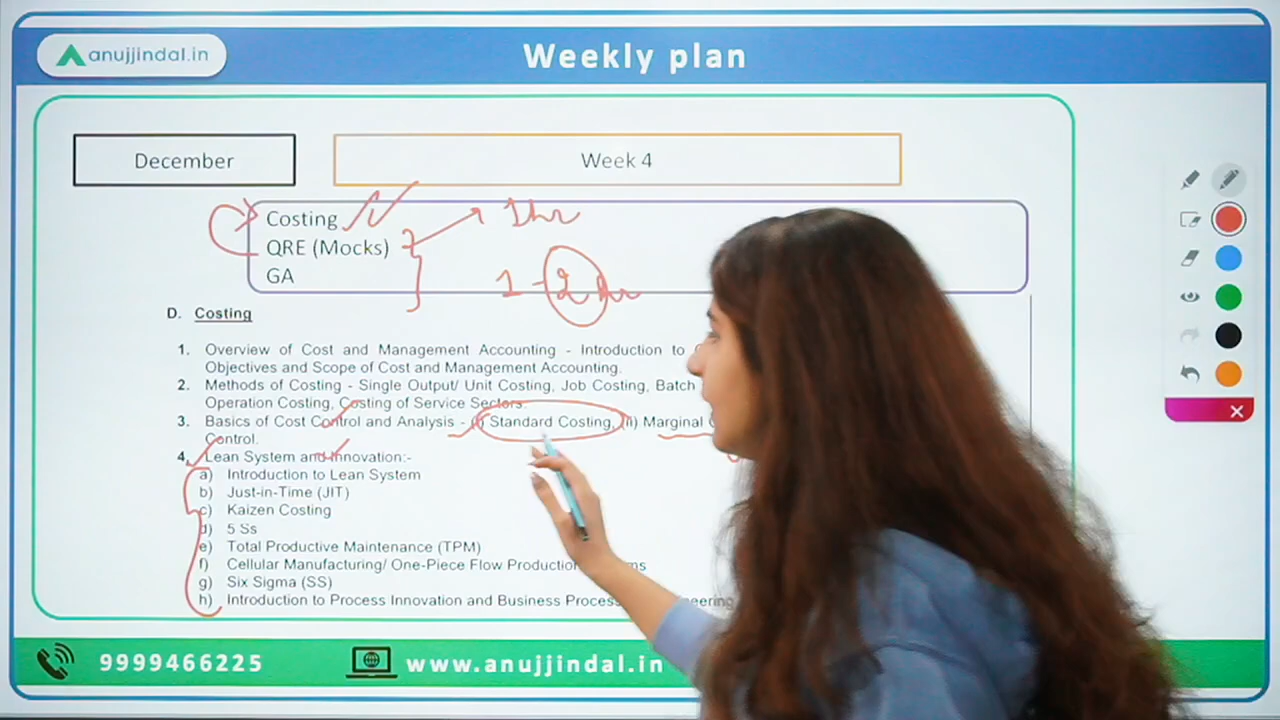 anujjindal.in
Weekly plan
December
Week 4
Costing
1hr
QRE (Mocks)
GA
1 - 2 hr
D. Costing
1. Overview of Cost and Management Accounting - Introduction to
Objectives and Scope of Cost and Management Accounting.
2. Methods of Costing - Single Output/ Unit Costing, Job Costing, Batch
Operation Costing, Costing of Service Sectors.
3. Basics of Cost Control and Analysis - (i) Standard Costing, (ii) Marginal
Control.
4. Lean System and Innovation:-
a) Introduction to Lean System
b) Just-in-Time (JIT)
c) Kaizen Costing
d) 5 Ss
e) Total Productive Maintenance (TPM)
f) Cellular Manufacturing/ One-Piece Flow Production
g) Six Sigma (SS)
h) Introduction to Process Innovation and Business Process
9999466225
www.anujjindal.in